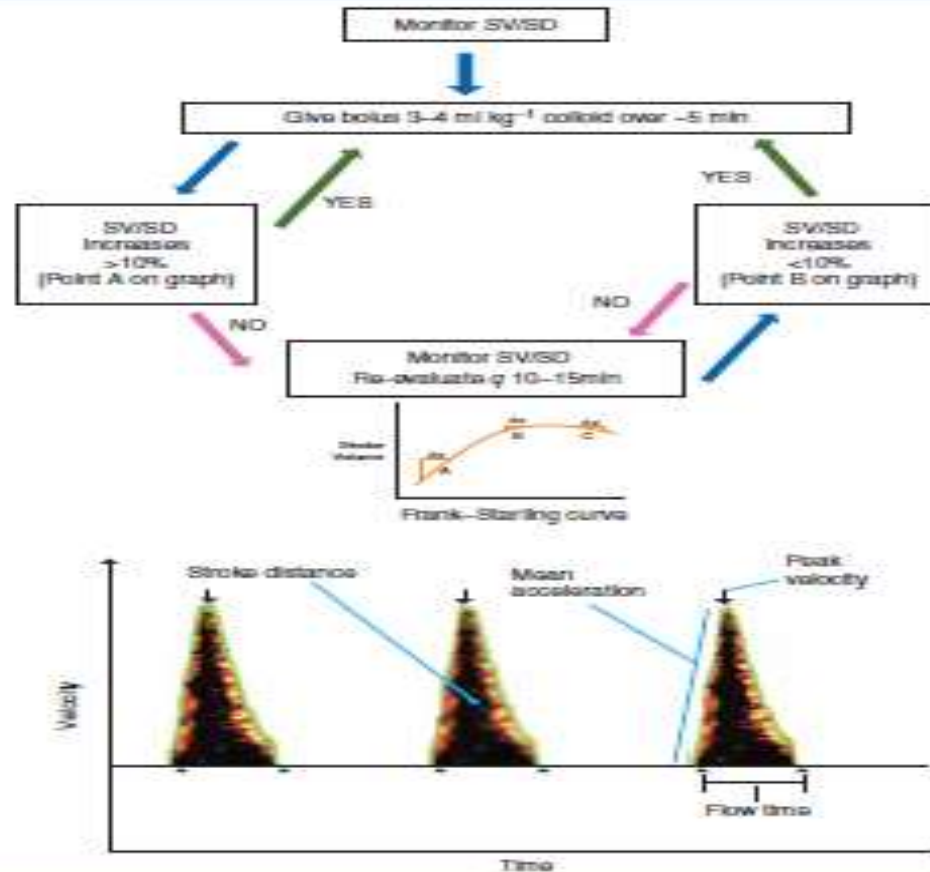 Monitor SV/SD
Give bolus 3–4 ml kg⁻¹ colloid over ~5 min
YES
YES
SV/SD
Increases
>10%
(Point A on graph)
SV/SD
Increases
<10%
(Point B on graph)
NO
NO
Monitor SV/SD
Re-evaluate q 10–15min
Stroke
Volume
A
B
C
Frank–Starling curve
Stroke distance
Mean
acceleration
Peak
velocity
Velocity
Flow time
Time